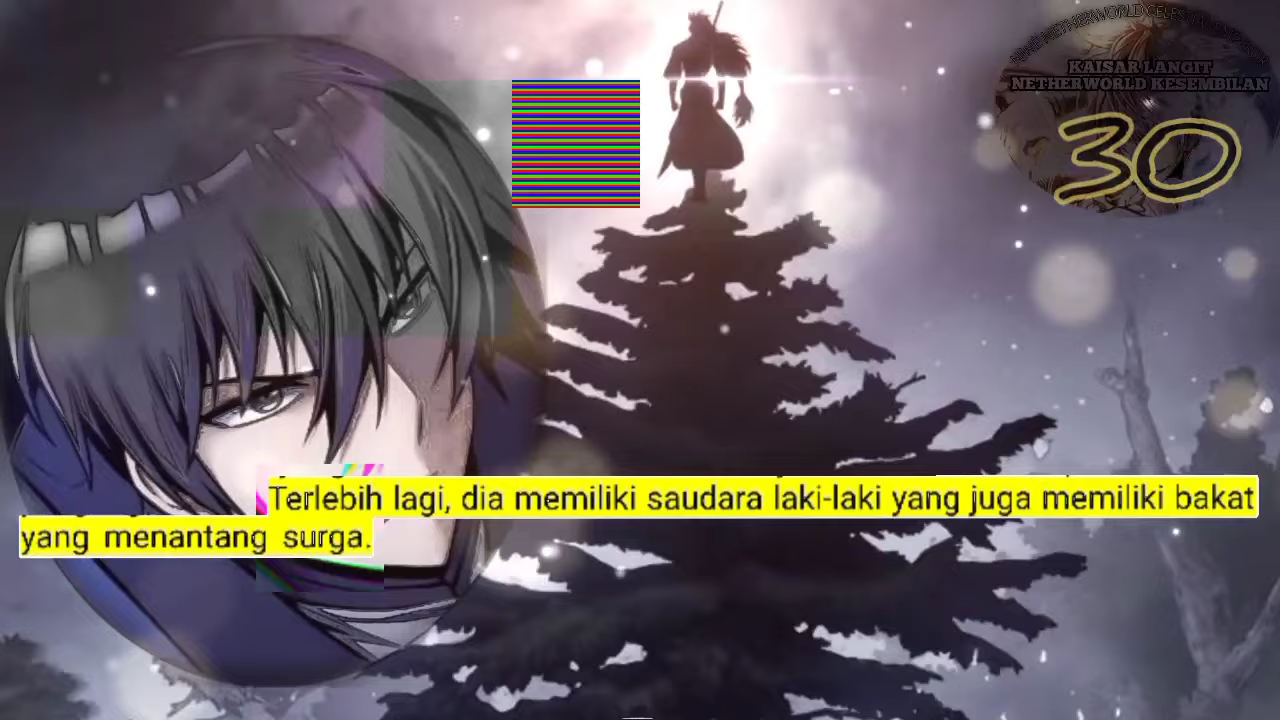 KAISAR LANGIT
NETHERWORLD KESEMBILAN
30
Terlebih lagi, dia memiliki saudara laki-laki yang juga memiliki bakat
yang menantang surga.